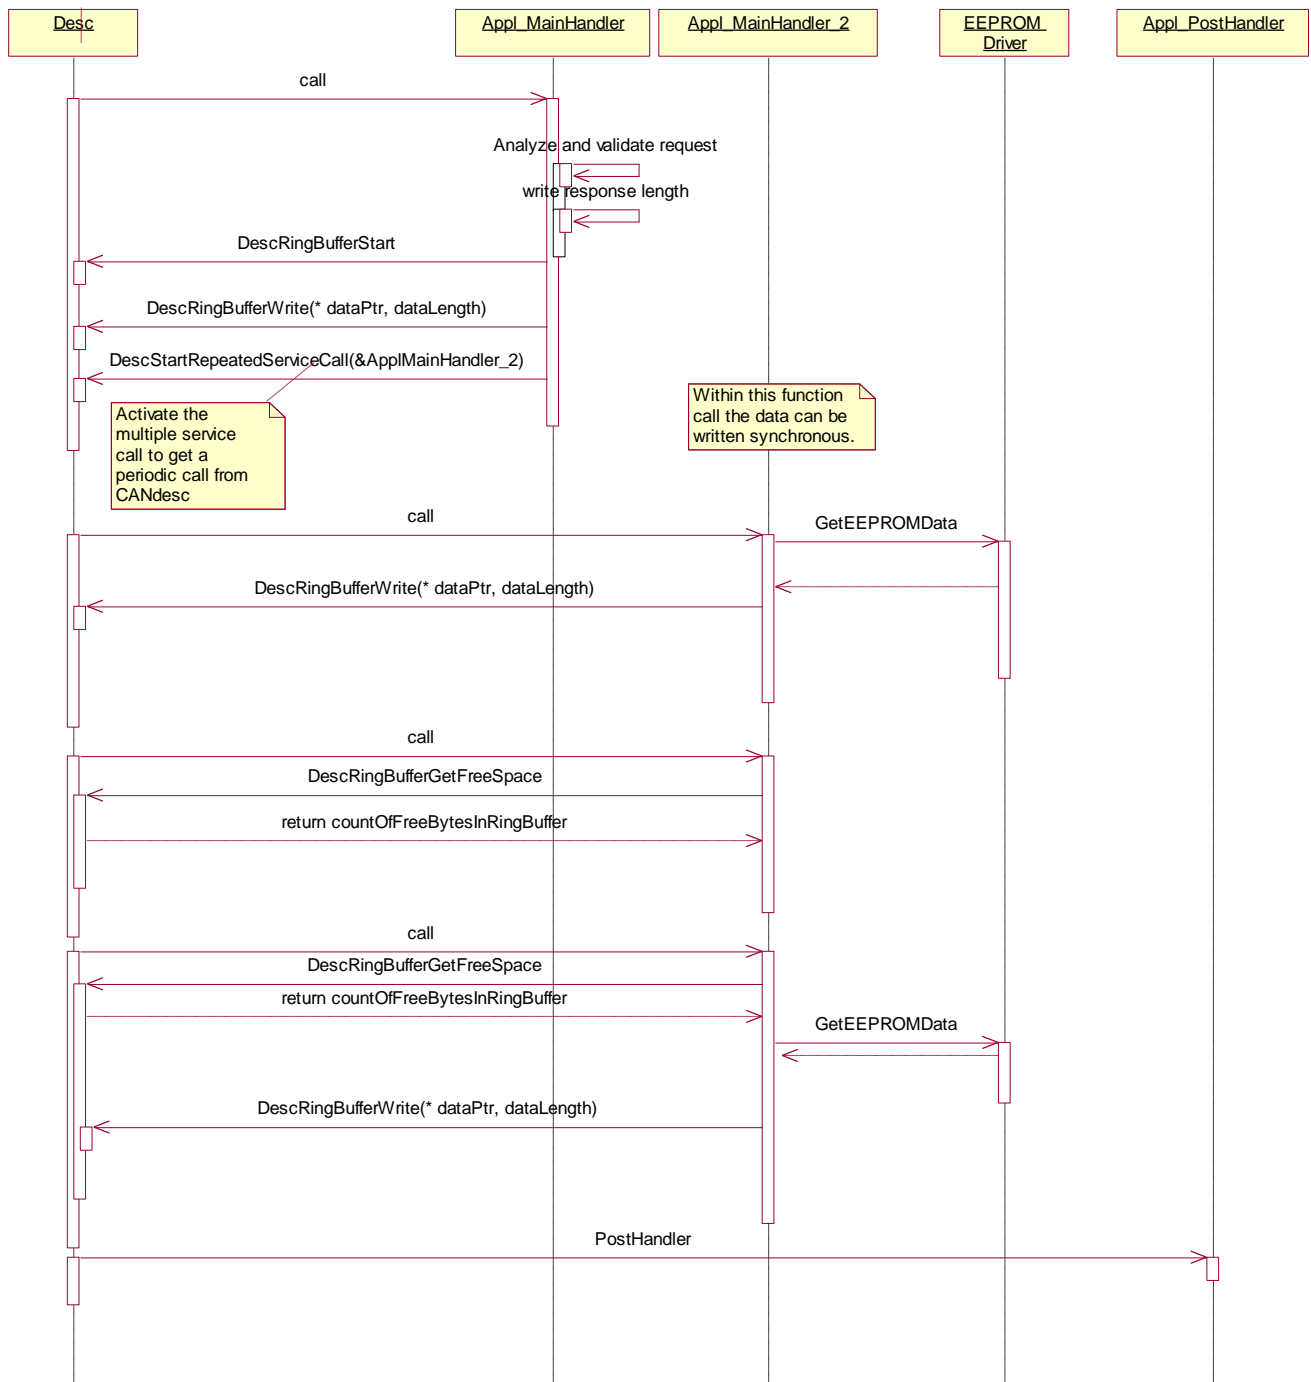 Desc
Appl_MainHandler
Appl_MainHandler_2
EEPROM
Driver
Appl_PostHandler
call
Analyze and validate request
write response length
DescRingBufferStart
DescRingBufferWrite(* dataPtr, dataLength)
DescStartRepeatedServiceCall(&ApplMainHandler_2)
Activate the
multiple service
call to get a
periodic call from
CANdesc
Within this function
call the data can be
written synchronous.
call
GetEEPROMData
DescRingBufferWrite(* dataPtr, dataLength)
call
DescRingBufferGetFreeSpace
return countOfFreeBytesInRingBuffer
call
DescRingBufferGetFreeSpace
return countOfFreeBytesInRingBuffer
GetEEPROMData
DescRingBufferWrite(* dataPtr, dataLength)
PostHandler